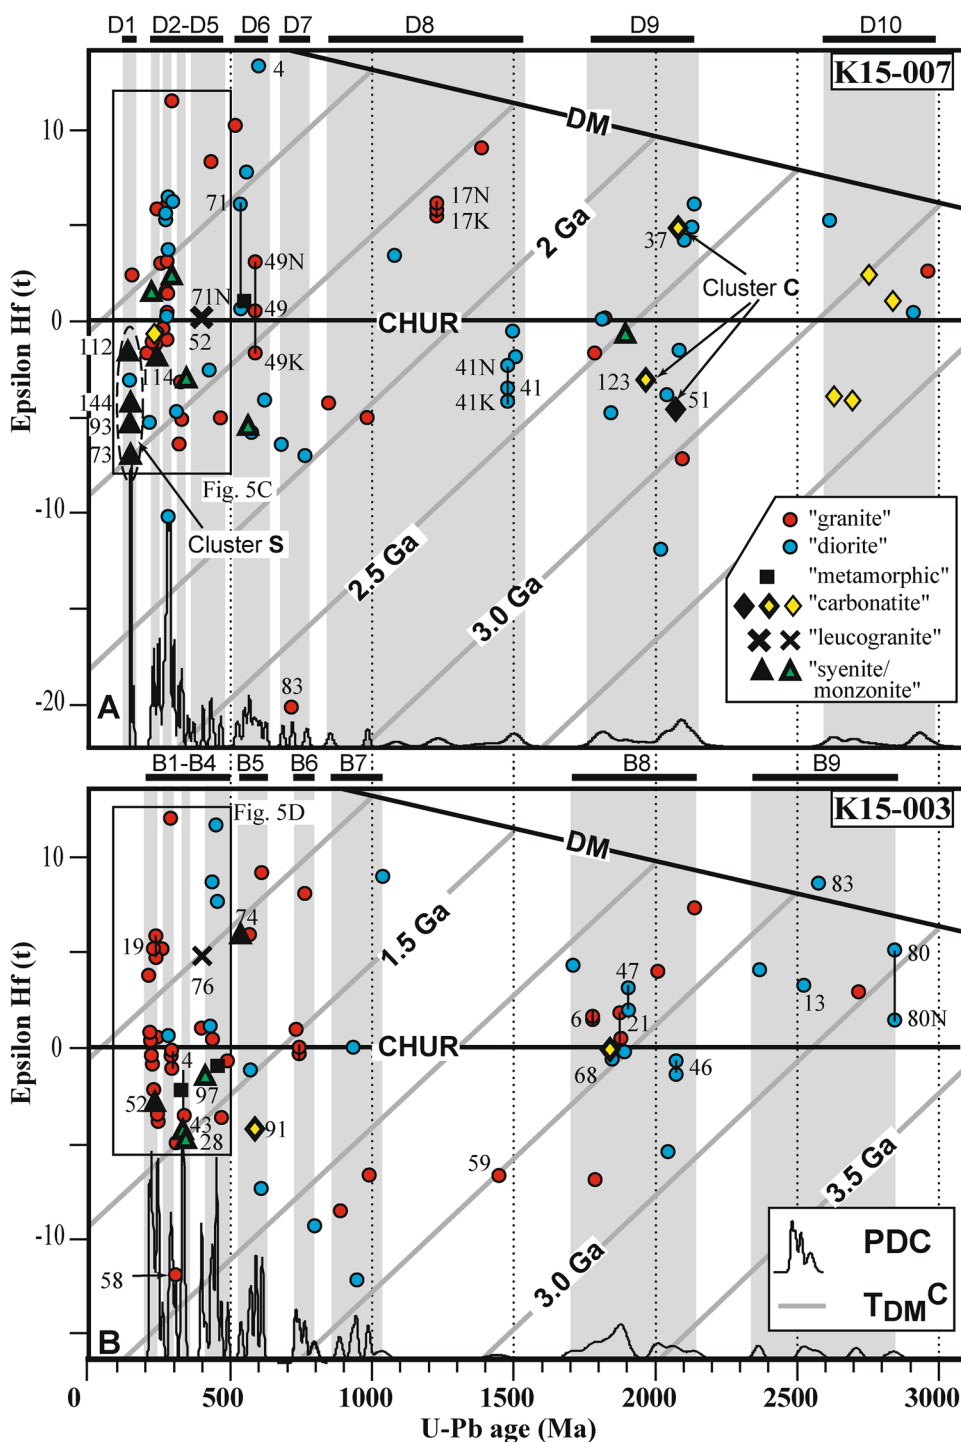 D1 D2-D5 D6 D7 D8 D9 D10
K15-007
4
DM
10
71
17N
17K
2 Ga
37
Cluster C
49N
71N
49
Epsilon Hf (t)
0
CHUR
112
52
49K
114
41N
41
123
51
144
41K
93
73
Fig. 5C
-10
Cluster S
2.5 Ga
3.0 Ga
"granite"
"diorite"
"metamorphic"
"carbonatite"
"leucogranite"
"syenite/
monzonite"
83
-20
A
B1-B4 B5 B6 B7 B8 B9
K15-003
Fig. 5D
DM
10
83
74
19
1.5 Ga
76
47
80
13
6
21
80N
Epsilon Hf (t)
0
CHUR
4
68
46
97
52
43
91
28
59
3.5 Ga
-10
3.0 Ga
58
PDC
TDMC
B
0 500 1000 1500 2000 2500 3000
U-Pb age (Ma)